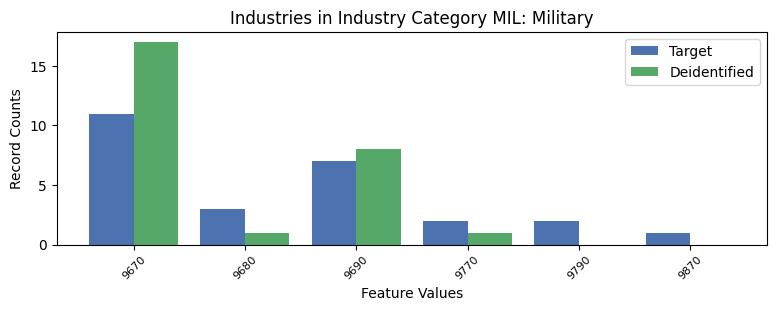 Industries in Industry Category MIL: Military
Target
Deidentified
Record Counts
15
10
5
0
9670
9680
9690
9770
9790
9870
Feature Values